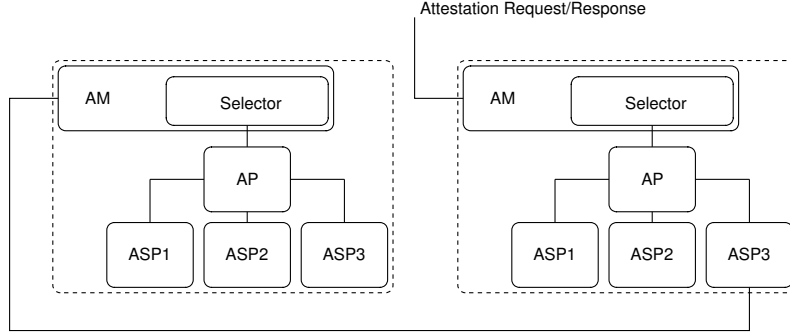 Attestation Request/Response
AM
Selector
AM
Selector
AP
AP
ASP1
ASP2
ASP3
ASP1
ASP2
ASP3